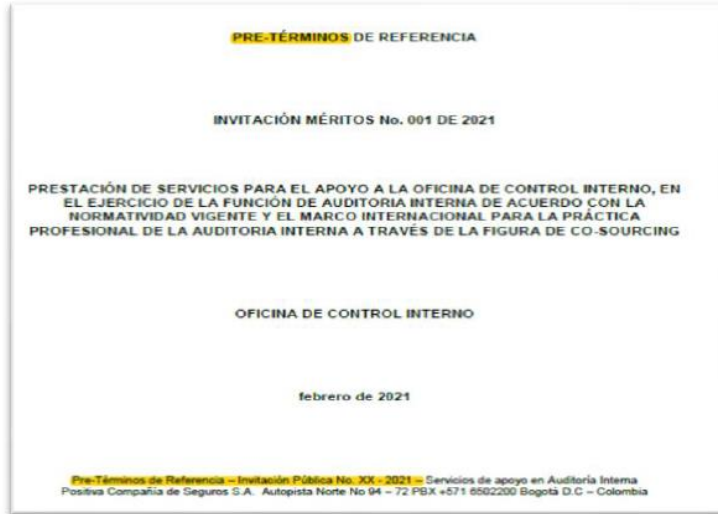 PRE-TÉRMINOS DE REFERENCIA
INVITACIÓN MÉRITOS No. 001 DE 2021
PRESTACIÓN DE SERVICIOS PARA EL APOYO A LA OFICINA DE CONTROL INTERNO, EN
EL EJERCICIO DE LA FUNCIÓN DE AUDITORIA INTERNA DE ACUERDO CON LA
NORMATIVIDAD VIGENTE Y EL MARCO INTERNACIONAL PARA LA PRÁCTICA
PROFESIONAL DE LA AUDITORIA INTERNA A TRAVÉS DE LA FIGURA DE CO-SOURCING
OFICINA DE CONTROL INTERNO
febrero de 2021
Pre-Términos de Referencia – Invitación Pública No. XX - 2021 – Servicios de apoyo en Auditoría Interna
Positiva Compañía de Seguros S.A. Autopista Norte No 94 – 72 PBX +571 6502200 Bogotá D.C – Colombia